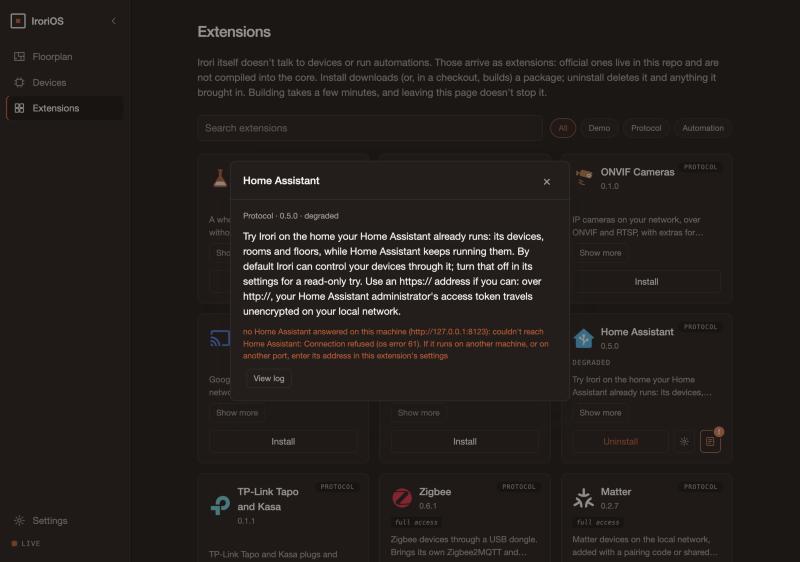 IroriOS
Floorplan
Devices
Extensions
Settings
LIVE
Extensions
Irori itself doesn't talk to devices or run automations. Those arrive as extensions: official ones live in this repo and are
not compiled into the core. Install downloads (or, in a checkout, builds) a package; uninstall deletes it and anything it
brought in. Building takes a few minutes, and leaving this page doesn't stop it.
Search extensions
All
Demo
Protocol
Automation
ONVIF Cameras
PROTOCOL
0.1.0
A
witho
IP cameras on your network, over
ONVIF and RTSP, with extras for…
Show more
Install
Home Assistant
×
Protocol · 0.5.0 · degraded
Try Irori on the home your Home Assistant already runs: its devices,
rooms and floors, while Home Assistant keeps running them. By
default Irori can control your devices through it; turn that off in its
settings for a read-only try. Use an https:// address if you can: over
http://, your Home Assistant administrator's access token travels
unencrypted on your local network.
no Home Assistant answered on this machine (http://127.0.0.1:8123): couldn't reach
Home Assistant: Connection refused (os error 61). If it runs on another machine, or on
another port, enter its address in this extension's settings
View log
Goog
netwo
Show more
Install
Show more
Install
Home Assistant
PROTOCOL
0.5.0
DEGRADED
Try Irori on the home your Home
Assistant already runs: its devices,…
Show more
Uninstall
!
TP-Link Tapo
and Kasa
PROTOCOL
0.1.1
TP-Link Tapo and Kasa plugs and
Zigbee
PROTOCOL
0.6.1
full access
Zigbee devices through a USB dongle.
Brings its own Zigbee2MQTT and…
Matter
PROTOCOL
0.2.7
full access
Matter devices on the local network,
added with a pairing code or shared…